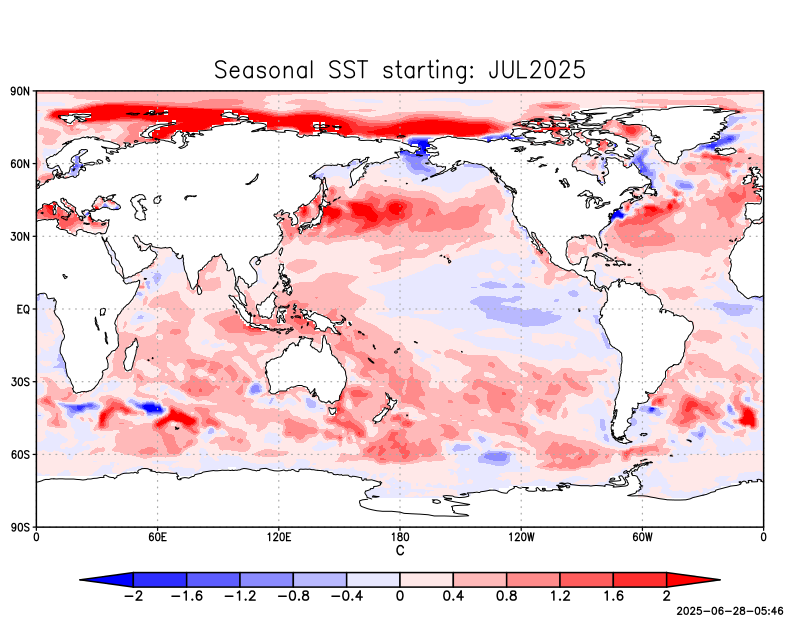 Seasonal SST starting: JUL2025
90N
60N
30N
EQ
30S
60S
90S
0 60E 120E 180 120W 60W 0
C
-2 -1.6 -1.2 -0.8 -0.4 0 0.4 0.8 1.2 1.6 2
2025-06-28-05:46